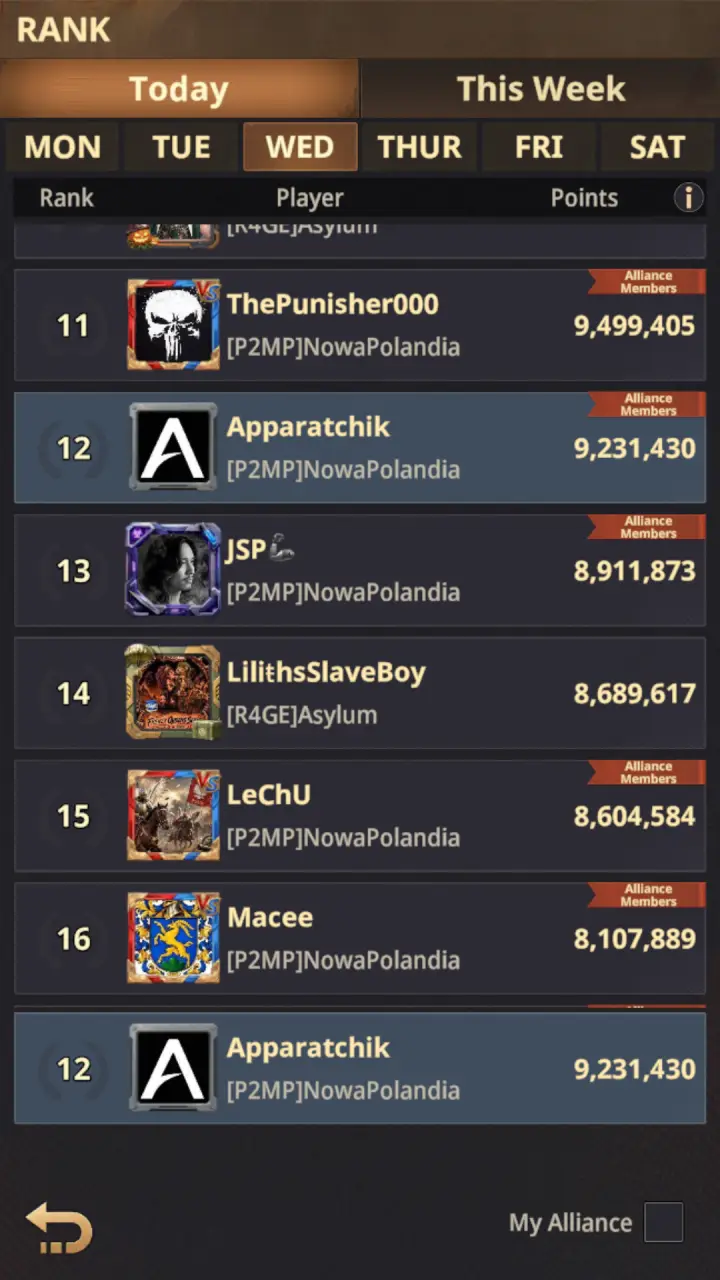 RANK
Today
This Week
MON TUE WED THUR FRI SAT
Rank Player Points
[R4GE]Asylum
Alliance Members
11 ThePunisher000 9,499,405
[P2MP]NowaPolandia
Alliance Members
12 Apparatchik 9,231,430
[P2MP]NowaPolandia
Alliance Members
13 JSP💪 8,911,873
[P2MP]NowaPolandia
14 LiliŧhsSlaveBoy 8,689,617
[R4GE]Asylum
Alliance Members
15 LeChU 8,604,584
[P2MP]NowaPolandia
Alliance Members
16 Macee 8,107,889
[P2MP]NowaPolandia
12 Apparatchik 9,231,430
[P2MP]NowaPolandia
My Alliance